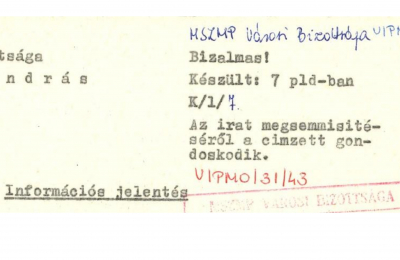 MSZMP Városi Bizottsága VIPM
tsága
Bizalmas!
ndrás
Készült: 7 pld-ban
K/1/7.
Az irat megsemmisité-
séről a cimzett gon-
doskodik.
Információs jelentés
VIPMO/31/43
MSZMP VÁROSI BIZOTTSÁGA